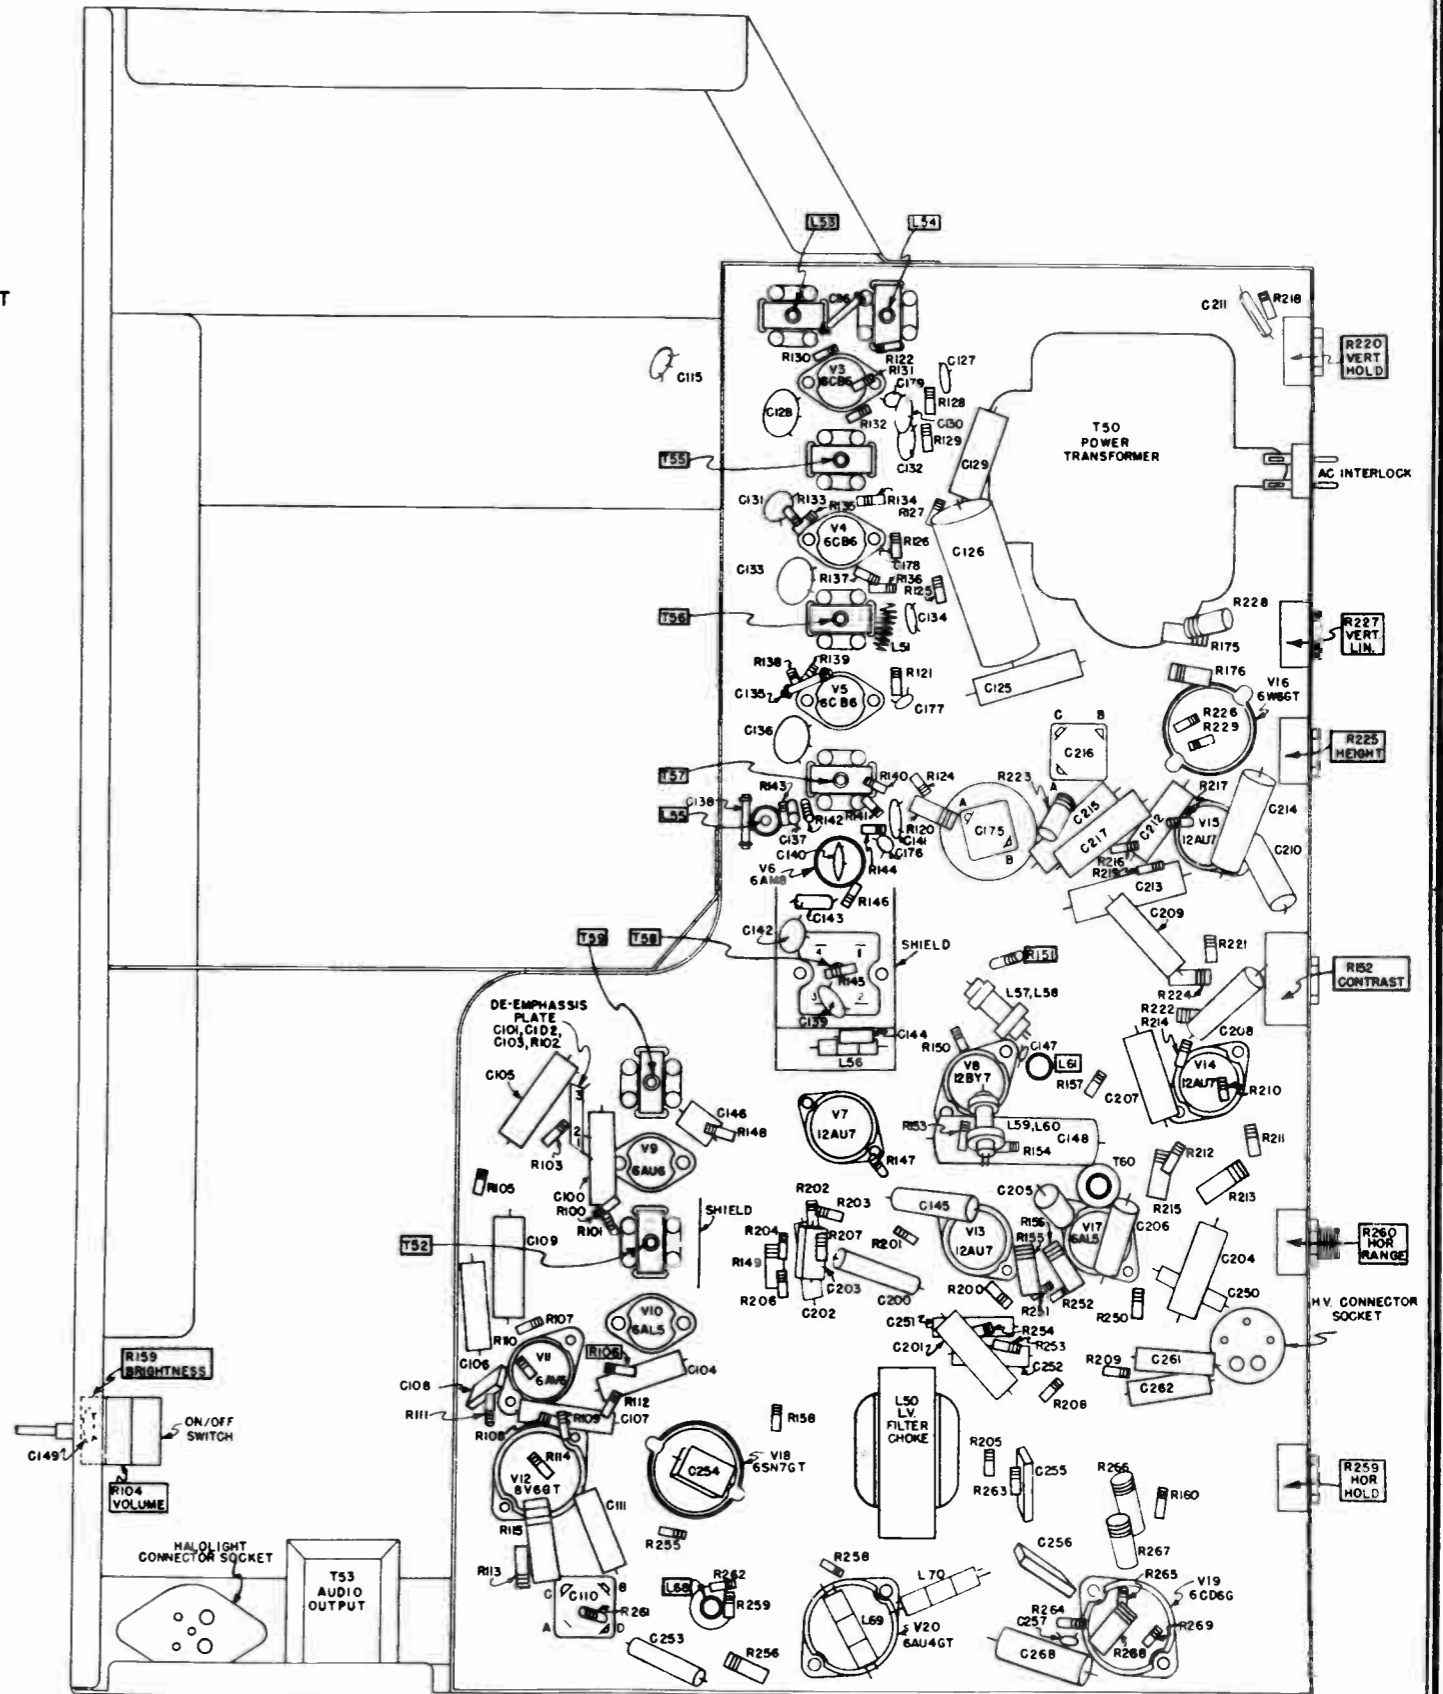 T
L53
L54
C116
C211
R218
R220
VERT
HOLD
R130
R122
R131
C127
V3
6CB6
C179
C115
C128
R128
R132
C130
R129
T50
POWER
TRANSFORMER
T55
C132
C129
AC INTERLOCK
C131
R133
R135
R134
R127
V4
6CB6
R126
C126
C178
C133
R137
R136
R125
R228
T56
C134
R175
R227
VERT.
LIN.
L51
R139
R138
R121
R176
V16
6W6GT
C135
V5
6CB6
C125
C177
C
B
R226
R229
C136
C216
R225
HEIGHT
T57
R140
R124
R223
A
R217
R143
C138
A
C215
C214
L55
R142
R141
R120
C175
C212
V15
12AU7
C137
C141
C217
C140
C176
B
R216
C210
V6
6AM8
R144
R219
R146
C213
C143
C209
C142
T59
T58
4
1
SHIELD
R221
R151
R145
R152
CONTRAST
DE-EMPHASSIS
PLATE
C101, C102,
C103, R102
3
2
L57, L58
R224
C139
R222
C144
R214
C208
R150
C147
L56
C105
V8
12BY7
L61
V14
12AU7
3
R157
R210
C207
C146
V7
12AU7
L59, L60
2
R148
R153
C148
1
R103
V9
6AU6
R154
R211
R147
T60
R212
R105
C100
R202
C205
R213
R100
R203
C145
R215
SHIELD
R156
C206
R101
R204
R207
R201
V13
12AU7
R155
V17
6AL5
C109
T52
R260
HOR
RANGE
R149
C204
C203
R200
R252
C250
R206
C202
C200
R251
R250
H.V. CONNECTOR
SOCKET
R107
V10
6AL5
C251
R110
R254
R159
BRIGHTNESS
R106
C201
R253
C106
V11
6AV6
C104
C252
R209
C261
C108
C262
R112
L50
L.V.
FILTER
CHOKE
R208
R111
R109
C107
R158
ON/OFF
SWITCH
R108
C149
R114
V18
6SN7GT
R205
C254
C255
R266
R259
HOR
HOLD
V12
6V6GT
R263
R160
R104
VOLUME
C111
R115
R255
HALOLIGHT
CONNECTOR SOCKET
C256
R267
R258
R113
R262
T53
AUDIO
OUTPUT
L68
L70
R265
V19
6CD6G
C
B
C110
R259
R261
R264
L69
A
D
V20
6AU4GT
C257
R269
C253
R256
C268
R268